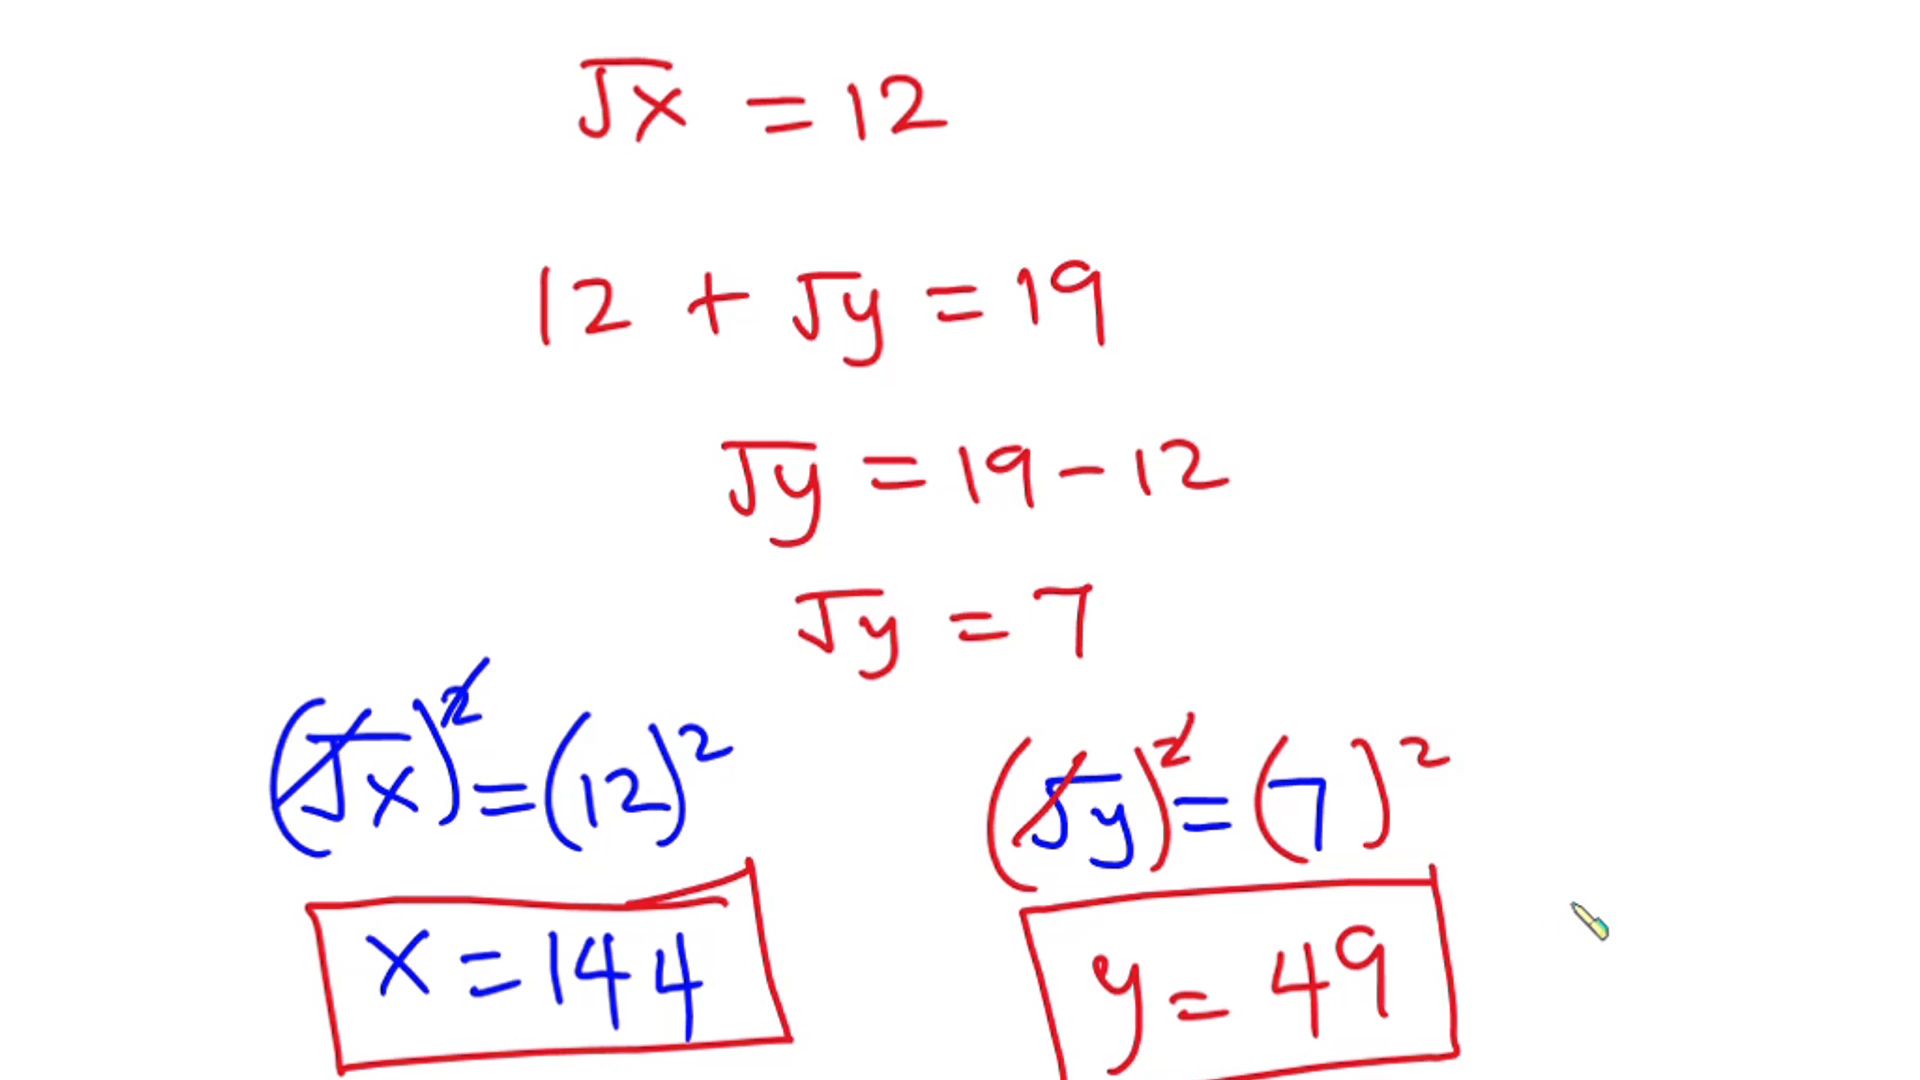 √x = 12
12 + √y = 19
√y = 19 - 12
√y = 7
(√x)² = (12)²
(√y)² = (7)²
x = 144
y = 49